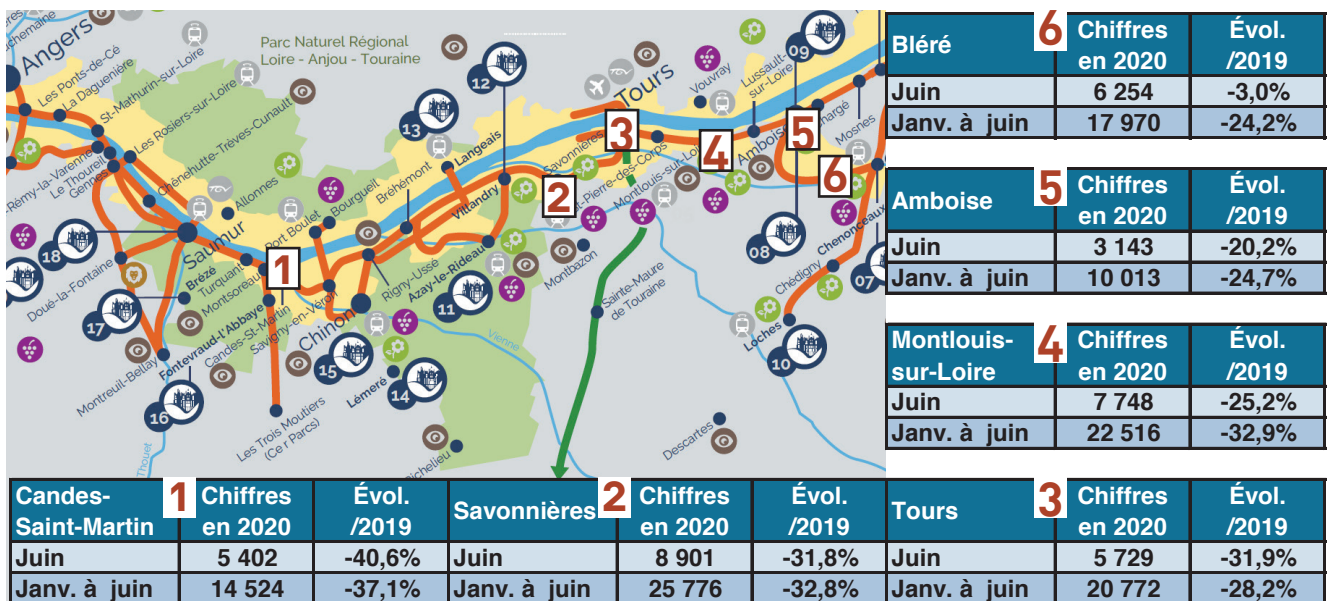 Angers
Les Ponts-de-Cé
La Daguenière
St-Mathurin-sur-Loire
Les Rosiers-sur-Loire
Chênehutte-Trèves-Cunault
Le Thoureil
Gennes
Parc Naturel Régional
Loire - Anjou - Touraine
Allonnes
Saumur
Port Boulet
Bourgueil
Bréhémont
Langeais
Villandry
Savonnières
Tours
St-Pierre-des-Corps
Vouvray
Lussault-
sur-Loire
Mosnes
Chenonceaux
Chédigny
Loches
Montbazon
Sainte-Maure
de Touraine
Azay-le-Rideau
Rigny-Ussé
Chinon
Savigny-en-Véron
Candes-St-Martin
Fontevraud-l'Abbaye
Montsoreau
Turquant
Brézé
Doué-la-Fontaine
Montreuil-Bellay
Les Trois Moutiers
Lémeré
Descartes
Vienne
Thouet
07
08
09
10
11
12
13
14
15
16
17
18
1
2
3
4
5
6
Bléré 6 Chiffres en 2020 Évol. /2019
Juin 6 254 -3,0%
Janv. à juin 17 970 -24,2%
Amboise 5 Chiffres en 2020 Évol. /2019
Juin 3 143 -20,2%
Janv. à juin 10 013 -24,7%
Montlouis-sur-Loire 4 Chiffres en 2020 Évol. /2019
Juin 7 748 -25,2%
Janv. à juin 22 516 -32,9%
Candes-Saint-Martin 1 Chiffres en 2020 Évol. /2019
Juin 5 402 -40,6%
Janv. à juin 14 524 -37,1%
Savonnières 2 Chiffres en 2020 Évol. /2019
Juin 8 901 -31,8%
Janv. à juin 25 776 -32,8%
Tours 3 Chiffres en 2020 Évol. /2019
Juin 5 729 -31,9%
Janv. à juin 20 772 -28,2%